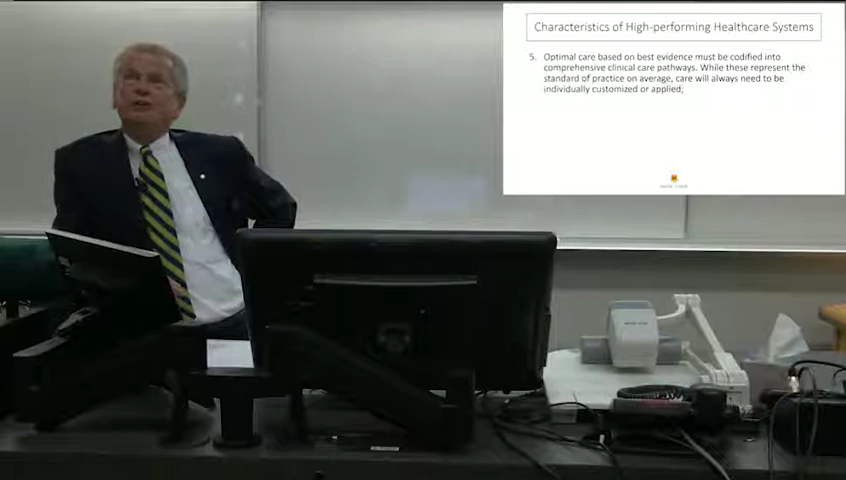 Characteristics of High-performing Healthcare Systems
5. Optimal care based on best evidence must be codified into
comprehensive clinical care pathways. While these represent the
standard of practice on average, care will always need to be
individually customized or applied;